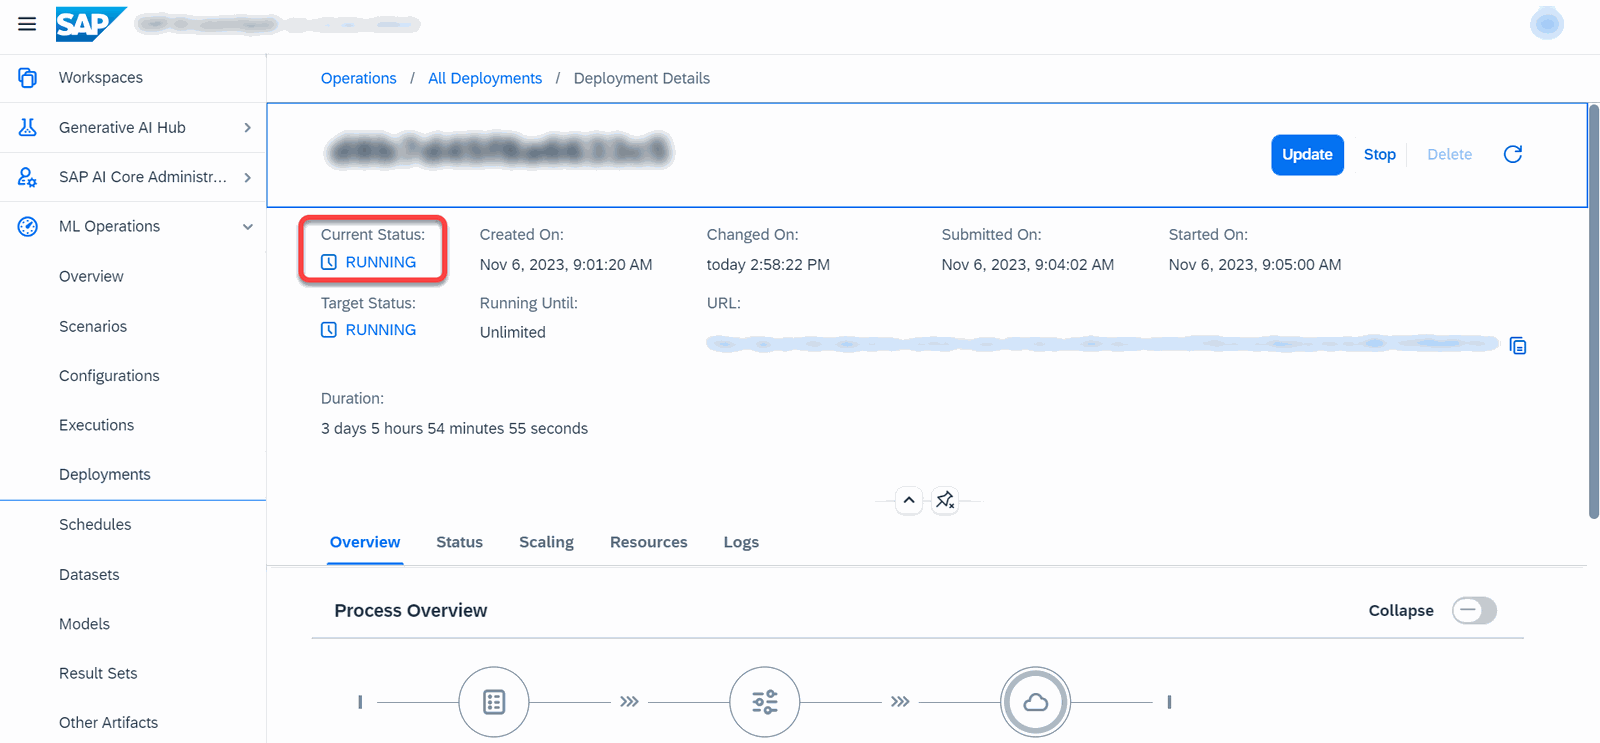 SAP
Workspaces
Generative AI Hub
SAP AI Core Administr...
ML Operations
Overview
Scenarios
Configurations
Executions
Deployments
Schedules
Datasets
Models
Result Sets
Other Artifacts
Operations / All Deployments / Deployment Details
Update Stop Delete
Current Status:
RUNNING
Created On:
Nov 6, 2023, 9:01:20 AM
Changed On:
today 2:58:22 PM
Submitted On:
Nov 6, 2023, 9:04:02 AM
Started On:
Nov 6, 2023, 9:05:00 AM
Target Status:
RUNNING
Running Until:
Unlimited
URL:
Duration:
3 days 5 hours 54 minutes 55 seconds
Overview Status Scaling Resources Logs
Process Overview
Collapse